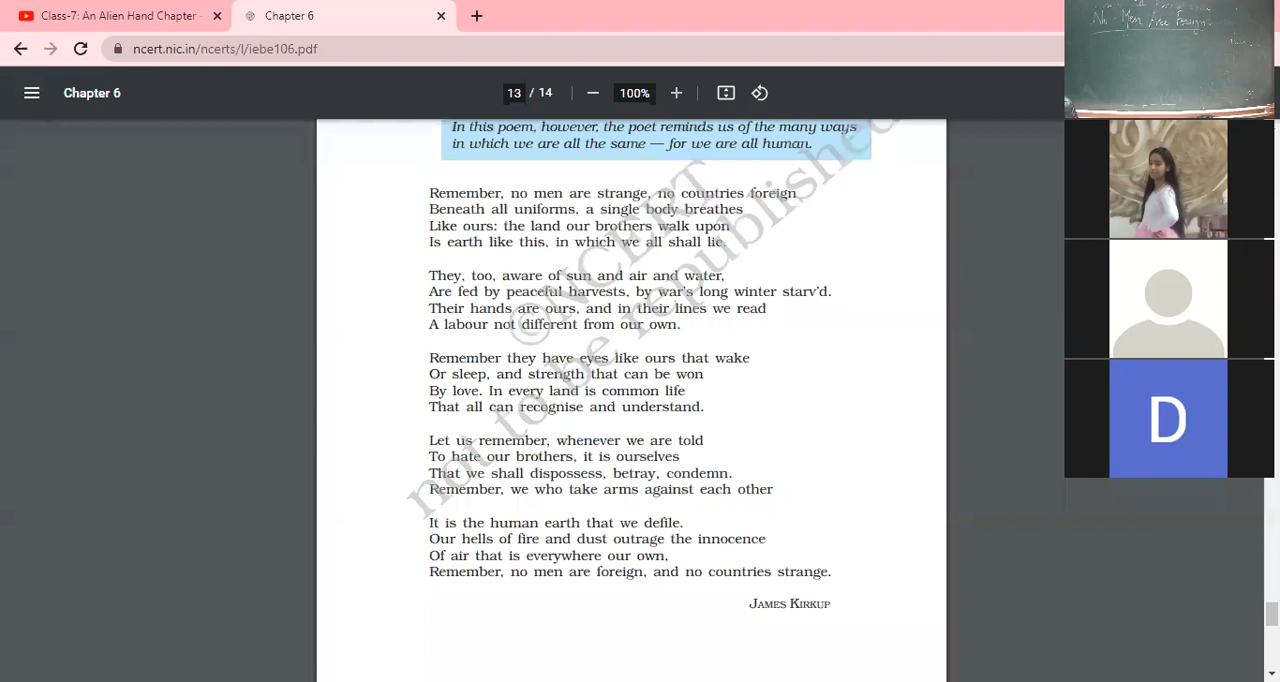 Class-7: An Alien Hand Chapter
Chapter 6
ncert.nic.in/ncerts/l/iebe106.pdf
Chapter 6
13 / 14
100%
No Men Are Foreign
In this poem, however, the poet reminds us of the many ways
in which we are all the same — for we are all human.
Remember, no men are strange, no countries foreign
Beneath all uniforms, a single body breathes
Like ours: the land our brothers walk upon
Is earth like this, in which we all shall lie.
They, too, aware of sun and air and water,
Are fed by peaceful harvests, by war's long winter starv'd.
Their hands are ours, and in their lines we read
A labour not different from our own.
Remember they have eyes like ours that wake
Or sleep, and strength that can be won
By love. In every land is common life
That all can recognise and understand.
Let us remember, whenever we are told
To hate our brothers, it is ourselves
That we shall dispossess, betray, condemn.
Remember, we who take arms against each other
It is the human earth that we defile.
Our hells of fire and dust outrage the innocence
Of air that is everywhere our own,
Remember, no men are foreign, and no countries strange.
JAMES KIRKUP
©NCERT
not to be republished
D